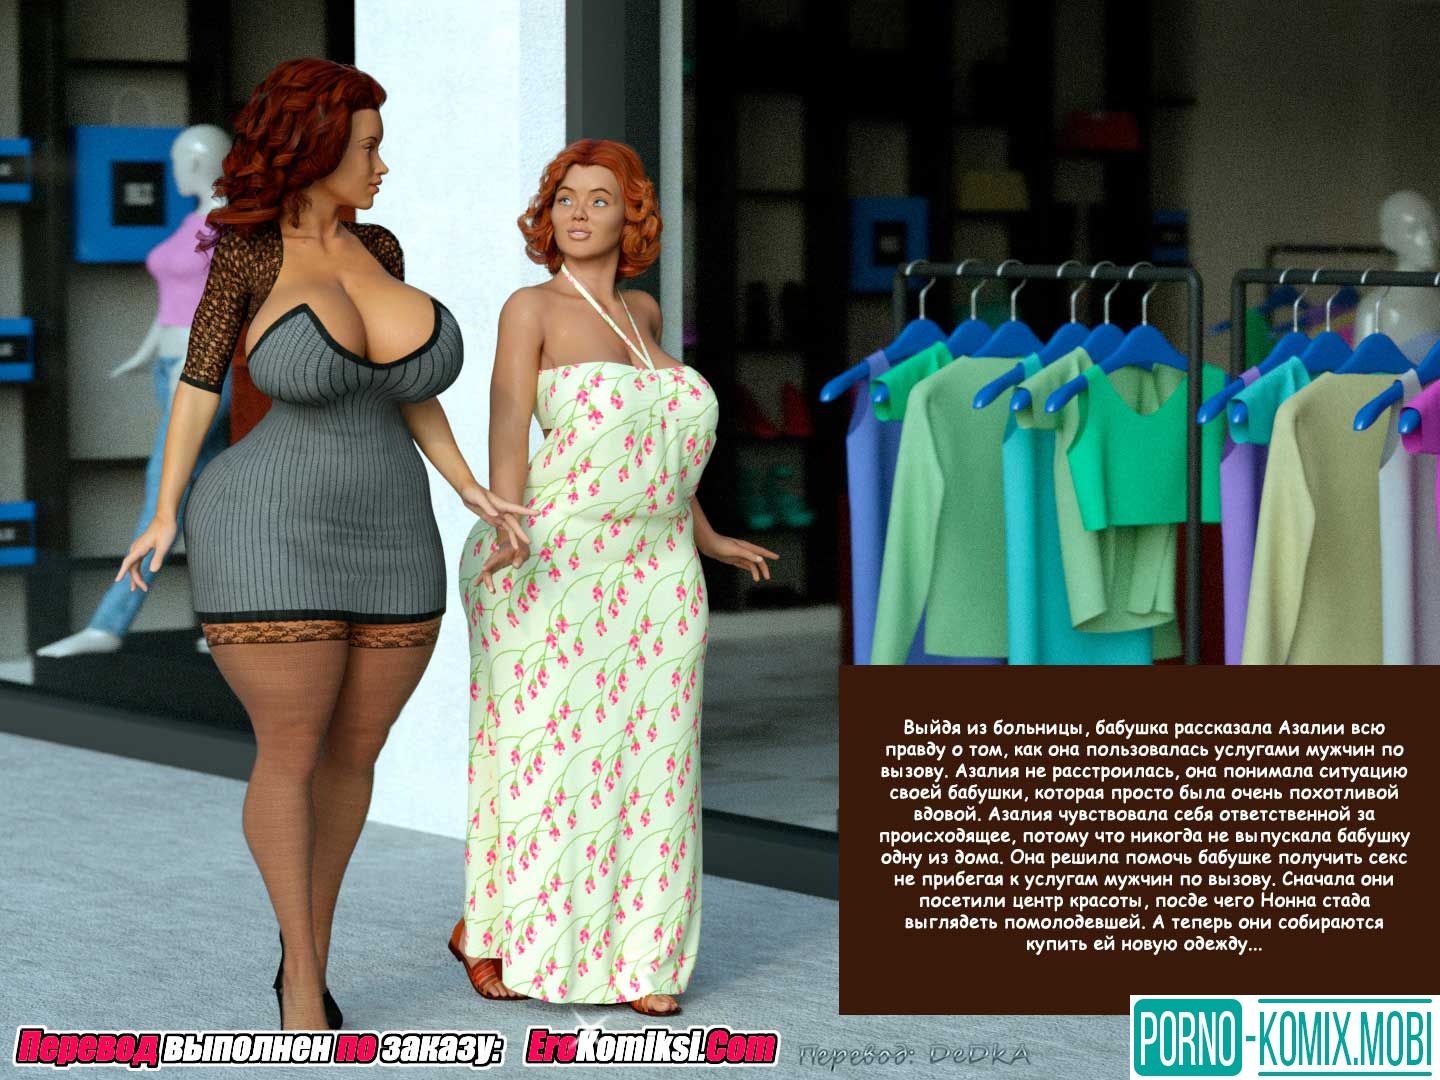 Выйдя из больницы, бабушка рассказала Азалии всю
правду о том, как она пользовалась услугами мужчин по
вызову. Азалия не расстроилась, она понимала ситуацию
своей бабушки, которая просто была очень похотливой
вдовой. Азалия чувствовала себя ответственной за
происходящее, потому что никогда не выпускала бабушку
одну из дома. Она решила помочь бабушке получить секс
не прибегая к услугам мужчин по вызову. Сначала они
посетили центр красоты, посде чего Нонна стада
выглядеть помолодевшей. А теперь они собираются
купить ей новую одежду...
Перевод выполнен по заказу: EroKomiksi.Com
Перевод: DeDKA
PORNO-KOMIX.MOBI